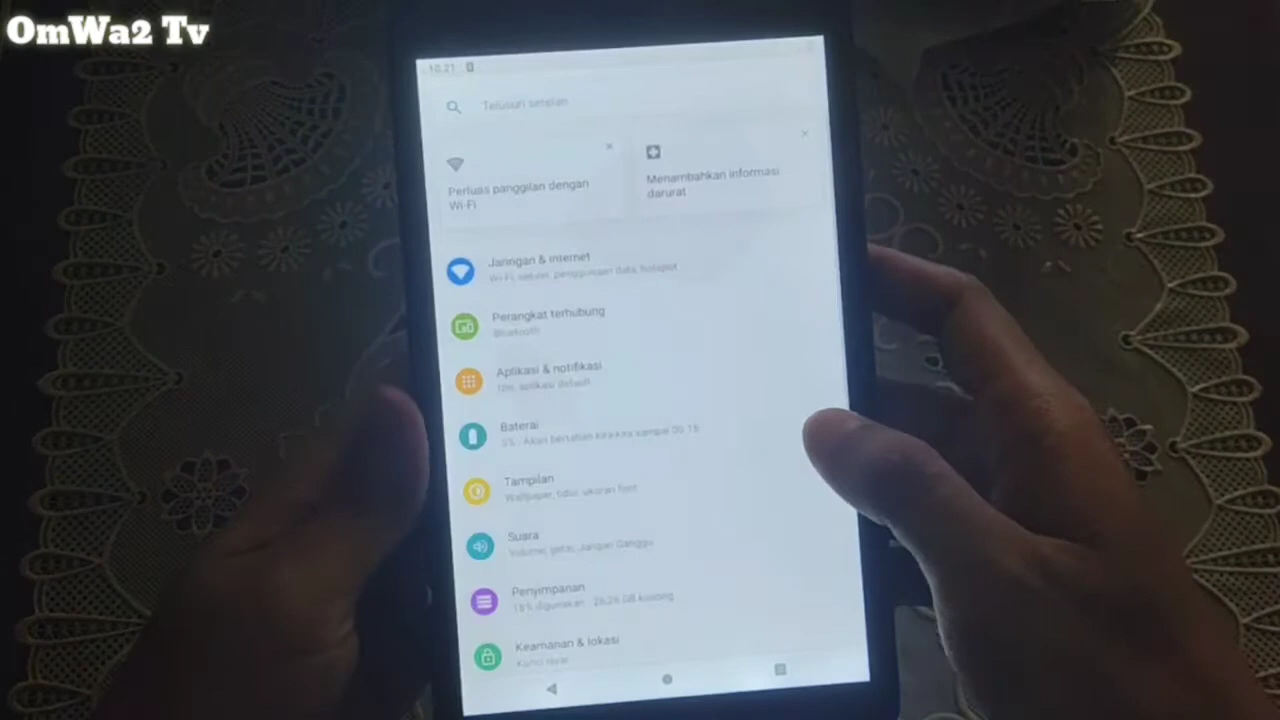 OmWa2 Tv
10.21
Telusuri setelan
Perluas panggilan dengan
Wi-Fi
Menambahkan informasi
darurat
Jaringan & internet
Wi-Fi, seluler, penggunaan data, hotspot
Perangkat terhubung
Bluetooth
Aplikasi & notifikasi
Izin, aplikasi default
Baterai
3% - Akan bertahan kira-kira sampai 00.15
Tampilan
Wallpaper, tidur, ukuran font
Suara
Volume, getar, Jangan Ganggu
Penyimpanan
18% digunakan - 26,26 GB kosong
Keamanan & lokasi
Kunci layar